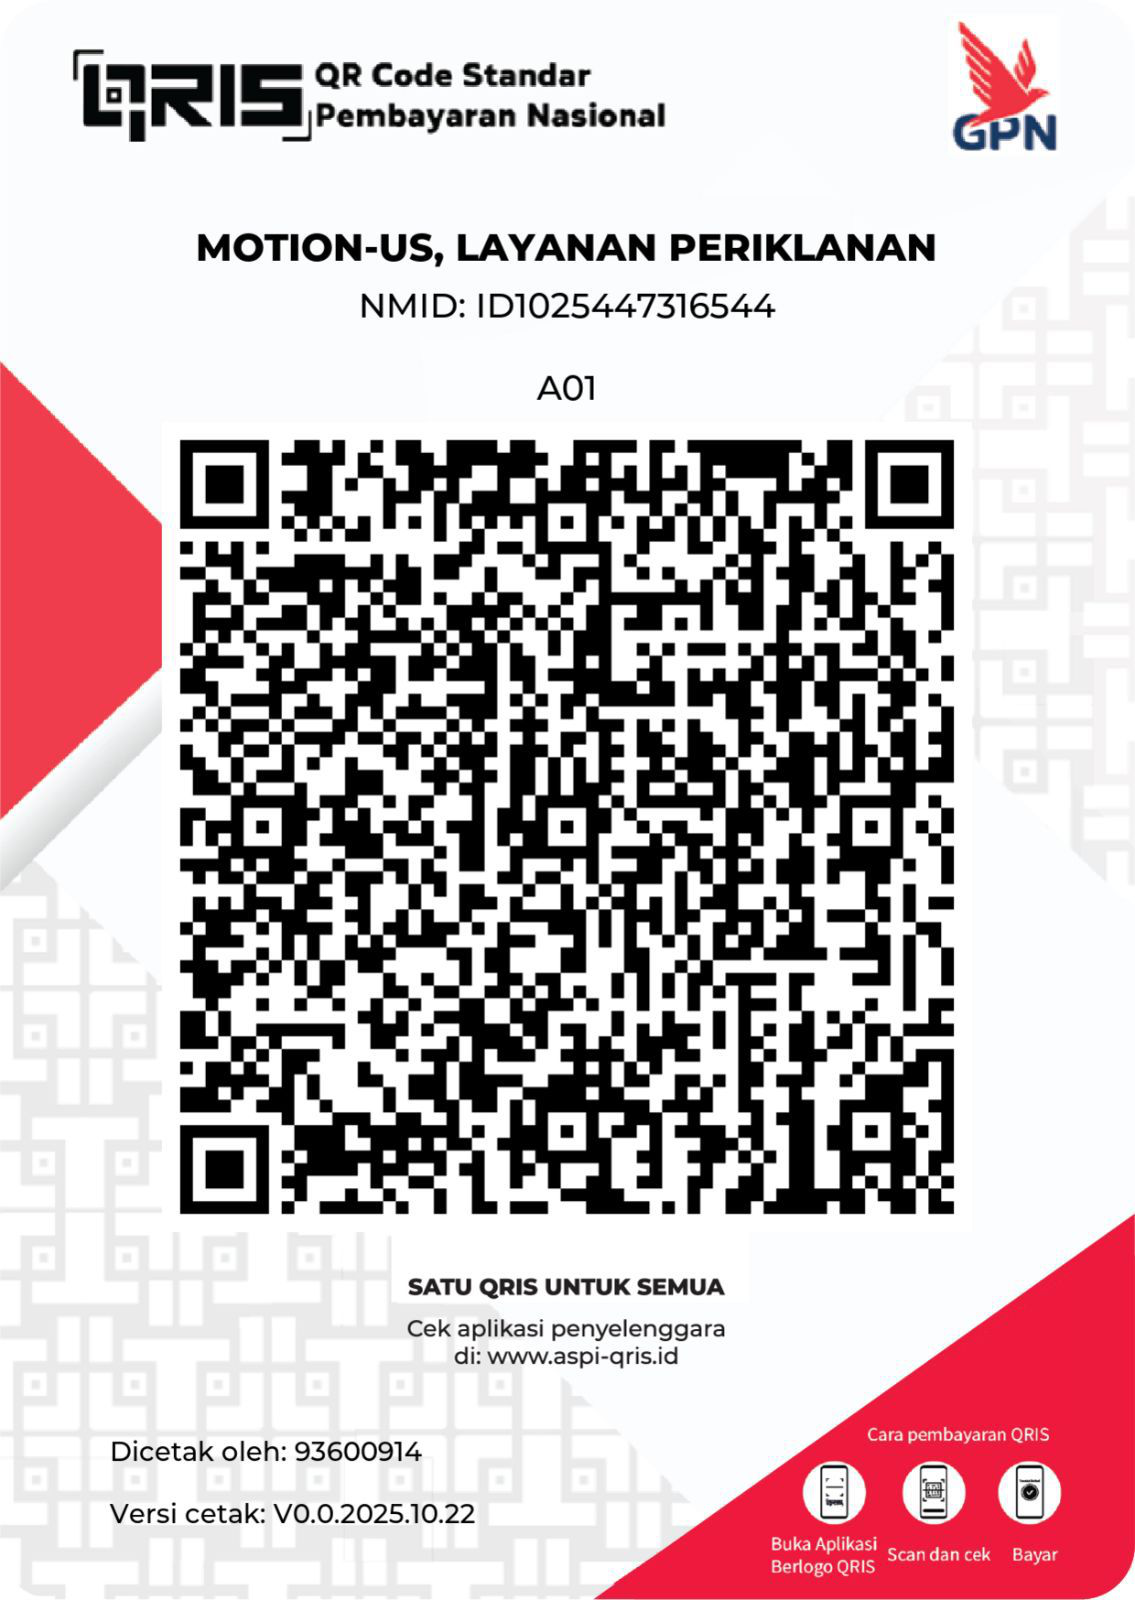 QRIS
QR Code Standar
Pembayaran Nasional
GPN
MOTION-US, LAYANAN PERIKLANAN
NMID: ID1025447316544
A01
SATU QRIS UNTUK SEMUA
Cek aplikasi penyelenggara
di: www.aspi-qris.id
Dicetak oleh: 93600914
Versi cetak: V0.0.2025.10.22
Cara pembayaran QRIS
Buka Aplikasi
Berlogo QRIS
Scan dan cek
Bayar